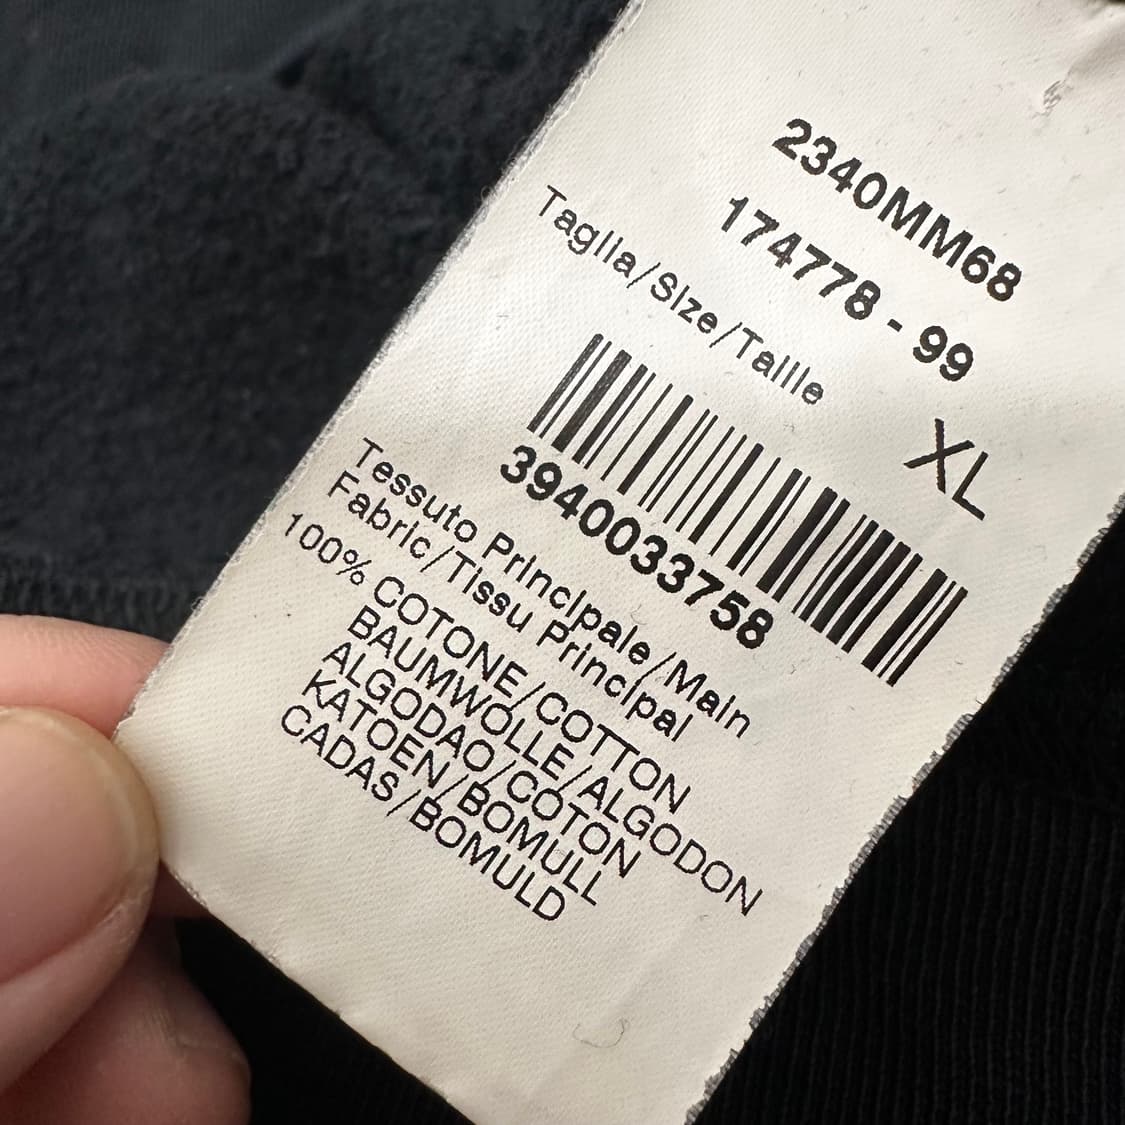 2340MM68
174778 - 99
Taglia/Size/Taille
XL
3940033758
Tessuto Principale/Main
Fabric/Tissu Principal
100% COTONE/COTTON
BAUMWOLLE/ALGODON
ALGODAO/COTON
KATOEN/BOMULL
CADAS/BOMULD